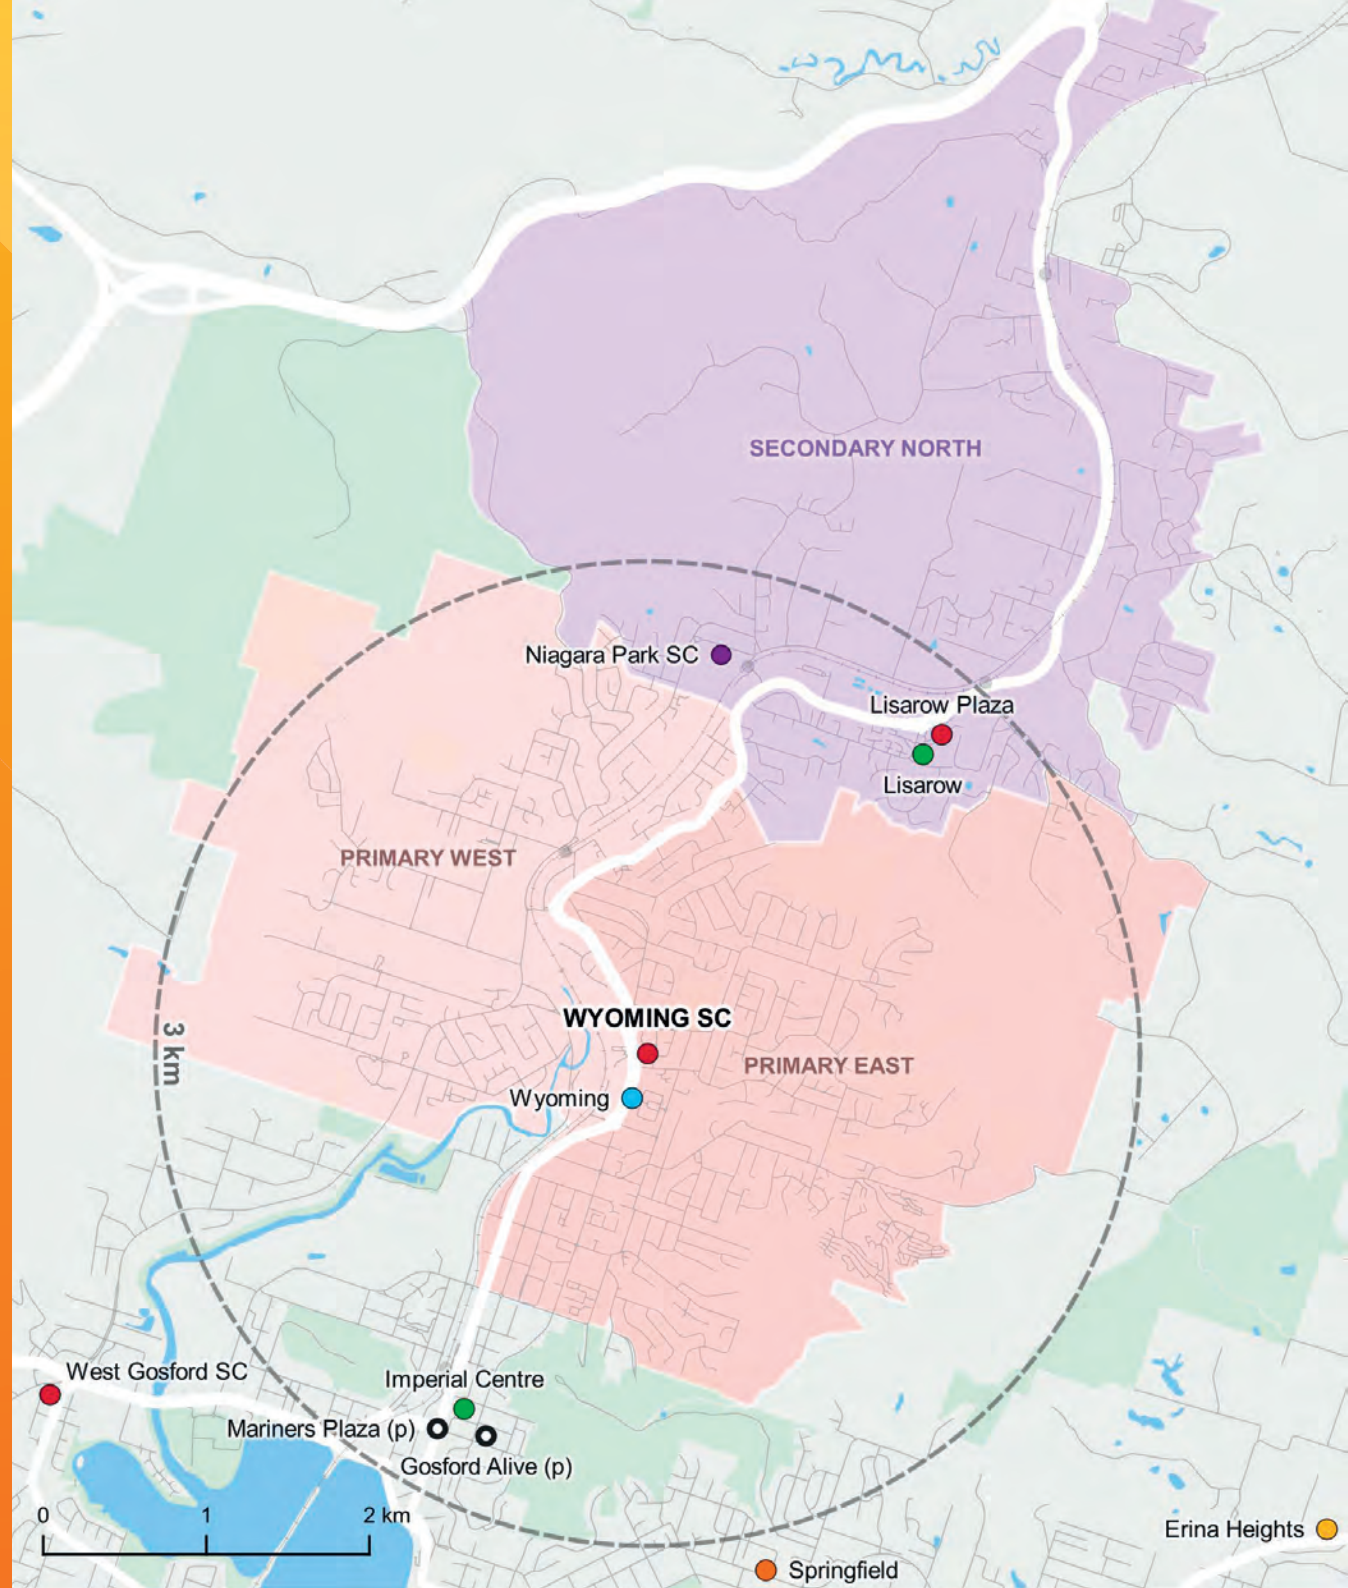 SECONDARY NORTH
Niagara Park SC
Lisarow Plaza
Lisarow
PRIMARY WEST
WYOMING SC
PRIMARY EAST
Wyoming
3 km
West Gosford SC
Imperial Centre
Mariners Plaza (p)
Gosford Alive (p)
0 1 2 km
Erina Heights
Springfield